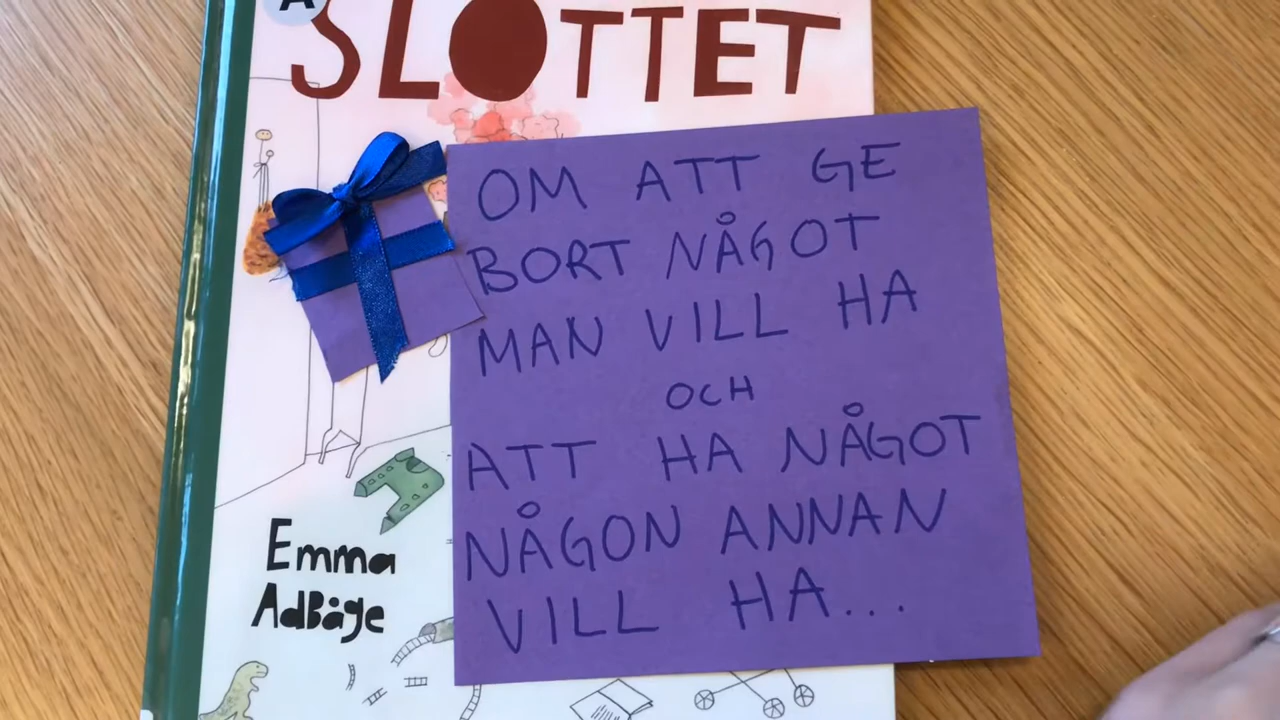 A
SLOTTET
OM ATT GE
BORT NÅGOT
MAN VILL HA
OCH
ATT HA NÅGOT
NÅGON ANNAN
VILL HA...
Emma
AdBåge